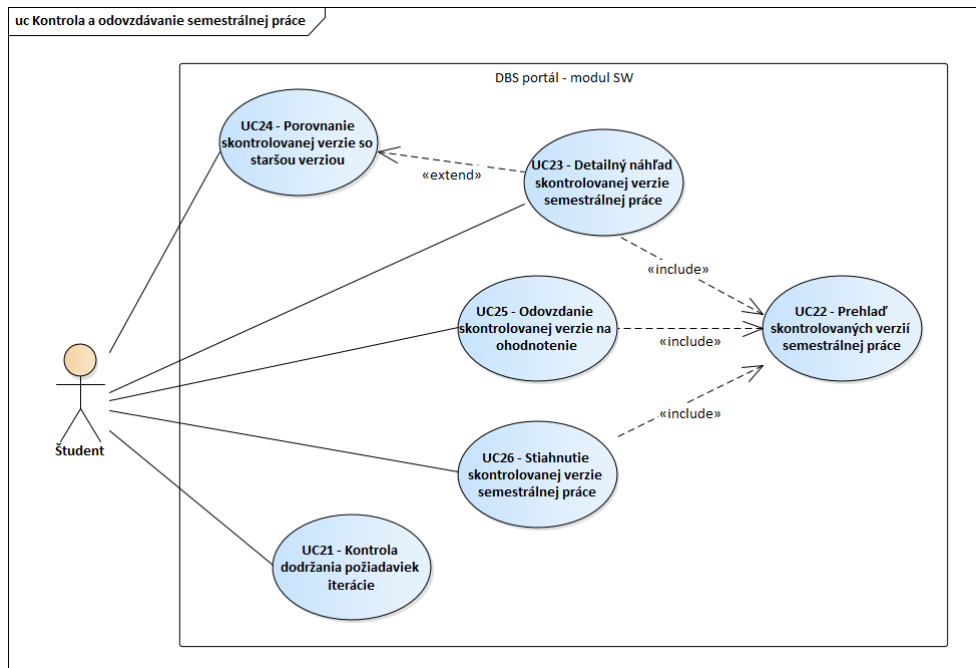 uc Kontrola a odovzdávanie semestrálnej práce
DBS portál - modul SW
UC24 - Porovnanie
skontrolovanej verzie so
staršou verziou
UC23 - Detailný náhľad
skontrolovanej verzie
semestrálnej práce
«extend»
«include»
UC25 - Odovzdanie
skontrolovanej verzie na
ohodnotenie
UC22 - Prehlaď
skontrolovaných verzií
semestrálnej práce
«include»
«include»
Študent
UC26 - Stiahnutie
skontrolovanej verzie
semestrálnej práce
UC21 - Kontrola
dodržania požiadaviek
iterácie